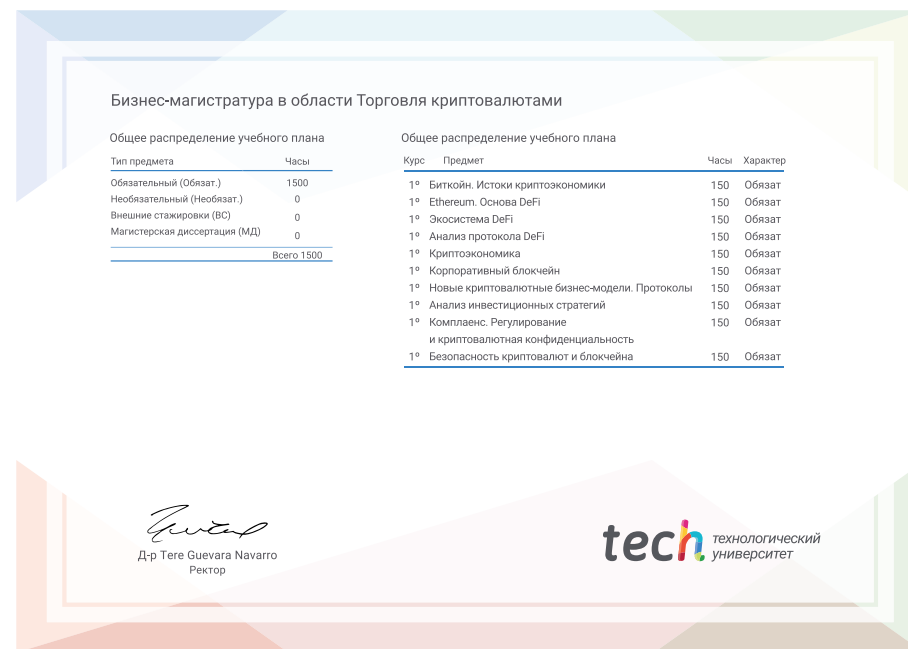 Бизнес-магистратура в области Торговля криптовалютами
Общее распределение учебного плана
Тип предмета Часы
Обязательный (Обязат.) 1500
Необязательный (Необязат.) 0
Внешние стажировки (ВС) 0
Магистерская диссертация (МД) 0
Всего 1500
Общее распределение учебного плана
Курс Предмет Часы Характер
1º Биткойн. Истоки криптоэкономики 150 Обязат
1º Ethereum. Основа DeFi 150 Обязат
1º Экосистема DeFi 150 Обязат
1º Анализ протокола DeFi 150 Обязат
1º Криптоэкономика 150 Обязат
1º Корпоративный блокчейн 150 Обязат
1º Новые криптовалютные бизнес-модели. Протоколы 150 Обязат
1º Анализ инвестиционных стратегий 150 Обязат
1º Комплаенс. Регулирование 150 Обязат
и криптовалютная конфиденциальность
1º Безопасность криптовалют и блокчейна 150 Обязат
Д-р Tere Guevara Navarro
Ректор
tech технологический
университет